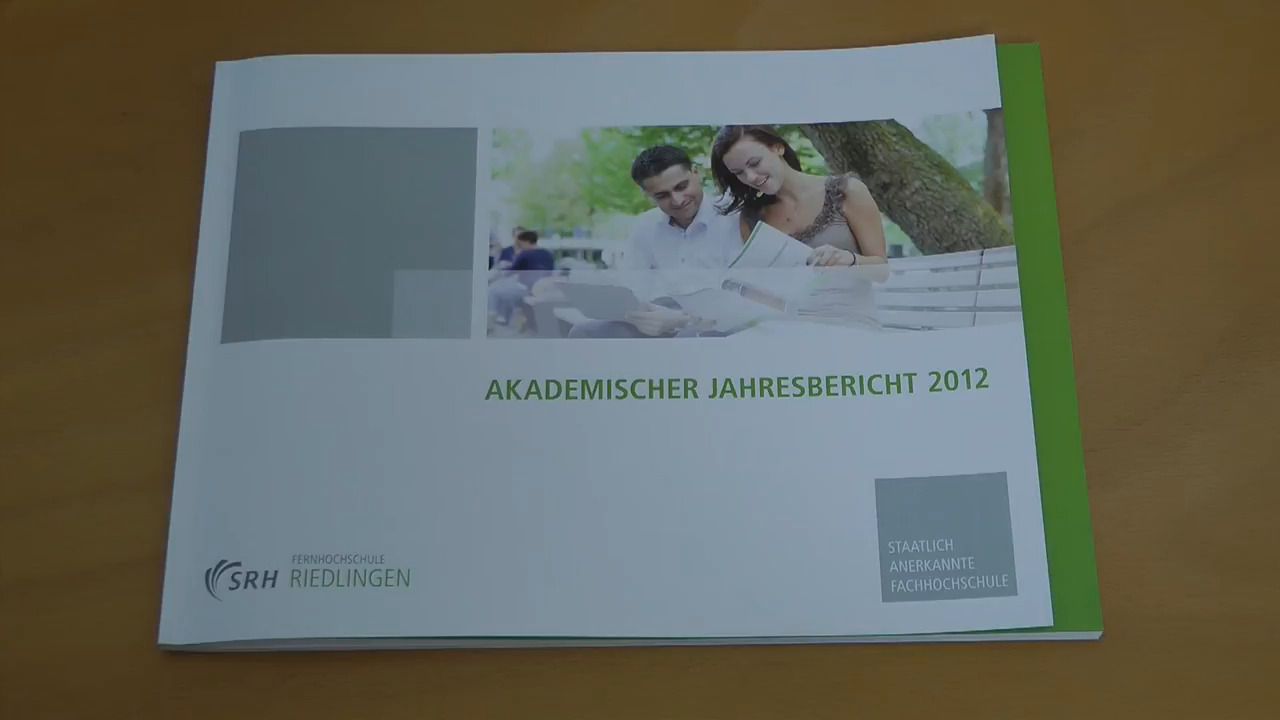 AKADEMISCHER JAHRESBERICHT 2012
STAATLICH
ANERKANNTE
FACHHOCHSCHULE
SRH
FERNHOCHSCHULE
RIEDLINGEN